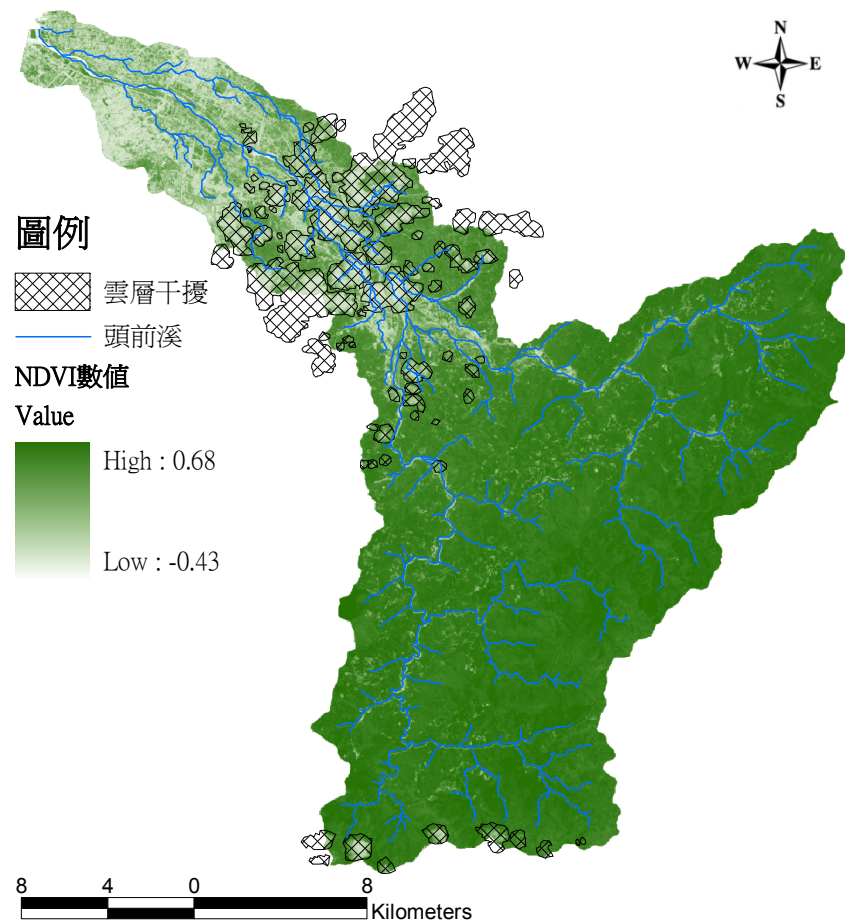 N
W E
S
圖例
雲層干擾
頭前溪
NDVI數值
Value
High : 0.68
Low : -0.43
8 4 0 8
Kilometers